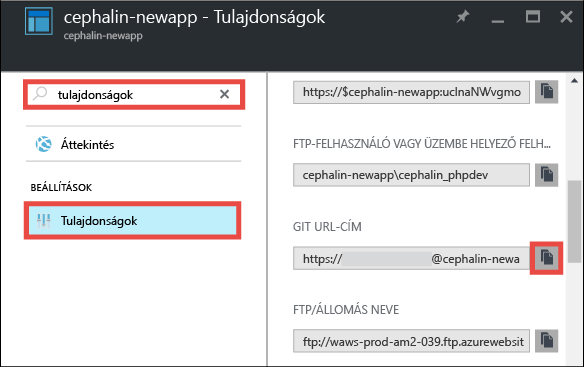 cephalin-newapp - Tulajdonságok
cephalin-newapp
tulajdonságok
Áttekintés
BEÁLLÍTÁSOK
Tulajdonságok
https://$cephalin-newapp:uclnaNWvgmo
FTP-FELHASZNÁLÓ VAGY ÜZEMBE HELYEZŐ FELH...
cephalin-newapp\cephalin_phpdev
GIT URL-CÍM
https:// @cephalin-newa
FTP/ÁLLOMÁS NEVE
ftp://waws-prod-am2-039.ftp.azurewebsit